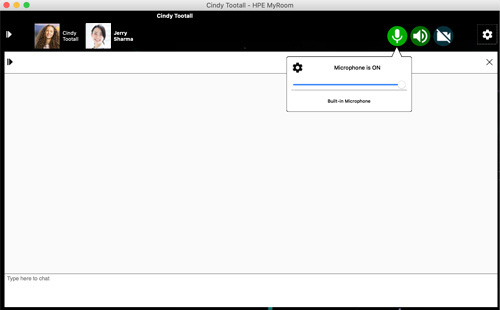 Cindy Tootall - HPE MyRoom
Cindy Tootall
Cindy
Tootall
Jerry
Sharma
Microphone is ON
Built-in Microphone
Type here to chat